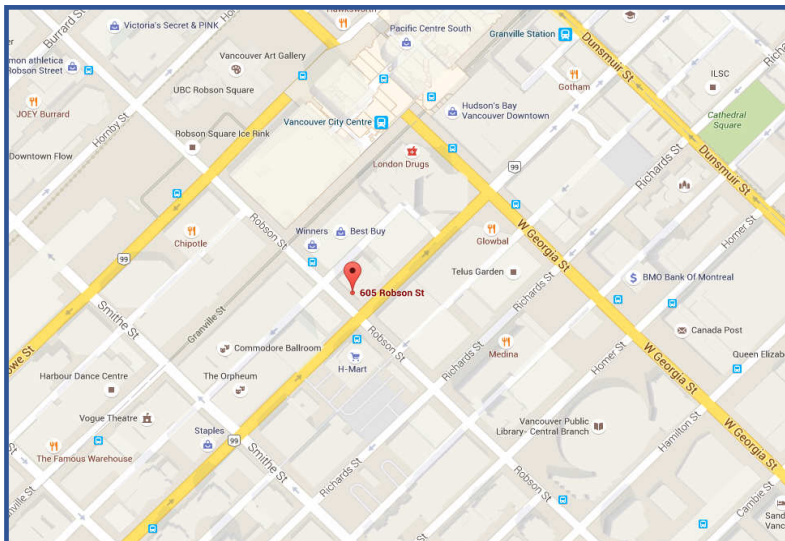 Hawksworth
Victoria's Secret & PINK
Burrard St
Pacific Centre South
Granville Station
Dunsmuir St
mon athletica
Robson Street
Vancouver Art Gallery
ILSC
Gotham
UBC Robson Square
JOEY Burrard
Hornby St
Hudson's Bay
Vancouver Downtown
Cathedral
Square
Vancouver City Centre
Robson Square Ice Rink
Downtown Flow
London Drugs
99
Richards St
Dunsmuir St
Robson St
Winners
Best Buy
Chipotle
Glowbal
W Georgia St
Homer St
99
605 Robson St
Telus Garden
BMO Bank Of Montreal
Smithe St
Granville St
Richards St
Commodore Ballroom
H-Mart
Robson St
Richards St
Medina
Homer St
W Georgia St
Canada Post
Queen Elizab
owe St
Harbour Dance Centre
The Orpheum
Vogue Theatre
Staples
99
Smithe St
Vancouver Public
Library- Central Branch
Hamilton St
W Georgia St
The Famous Warehouse
Richards St
Robson St
nville St
Cambie St
Sand
Vanc